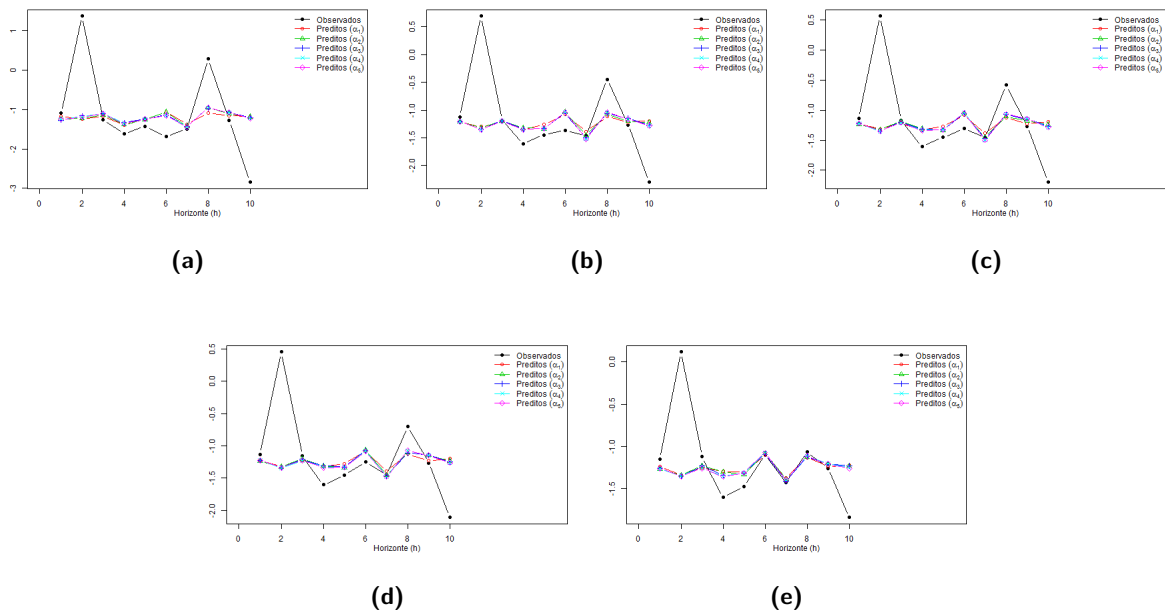 Observados
Preditos (α₁)
Preditos (α₂)
Preditos (α₃)
Preditos (α₄)
Preditos (α₅)
1
0
-1
-2
-3
0 2 4 6 8 10
Horizonte (h)
(a)
Observados
Preditos (α₁)
Preditos (α₂)
Preditos (α₃)
Preditos (α₄)
Preditos (α₅)
0.5
0.0
-0.5
-1.0
-1.5
-2.0
0 2 4 6 8 10
Horizonte (h)
(b)
Observados
Preditos (α₁)
Preditos (α₂)
Preditos (α₃)
Preditos (α₄)
Preditos (α₅)
0.5
0.0
-0.5
-1.0
-1.5
-2.0
0 2 4 6 8 10
Horizonte (h)
(c)
Observados
Preditos (α₁)
Preditos (α₂)
Preditos (α₃)
Preditos (α₄)
Preditos (α₅)
0.5
0.0
-0.5
-1.0
-1.5
-2.0
0 2 4 6 8 10
Horizonte (h)
(d)
Observados
Preditos (α₁)
Preditos (α₂)
Preditos (α₃)
Preditos (α₄)
Preditos (α₅)
0.0
-0.5
-1.0
-1.5
0 2 4 6 8 10
Horizonte (h)
(e)